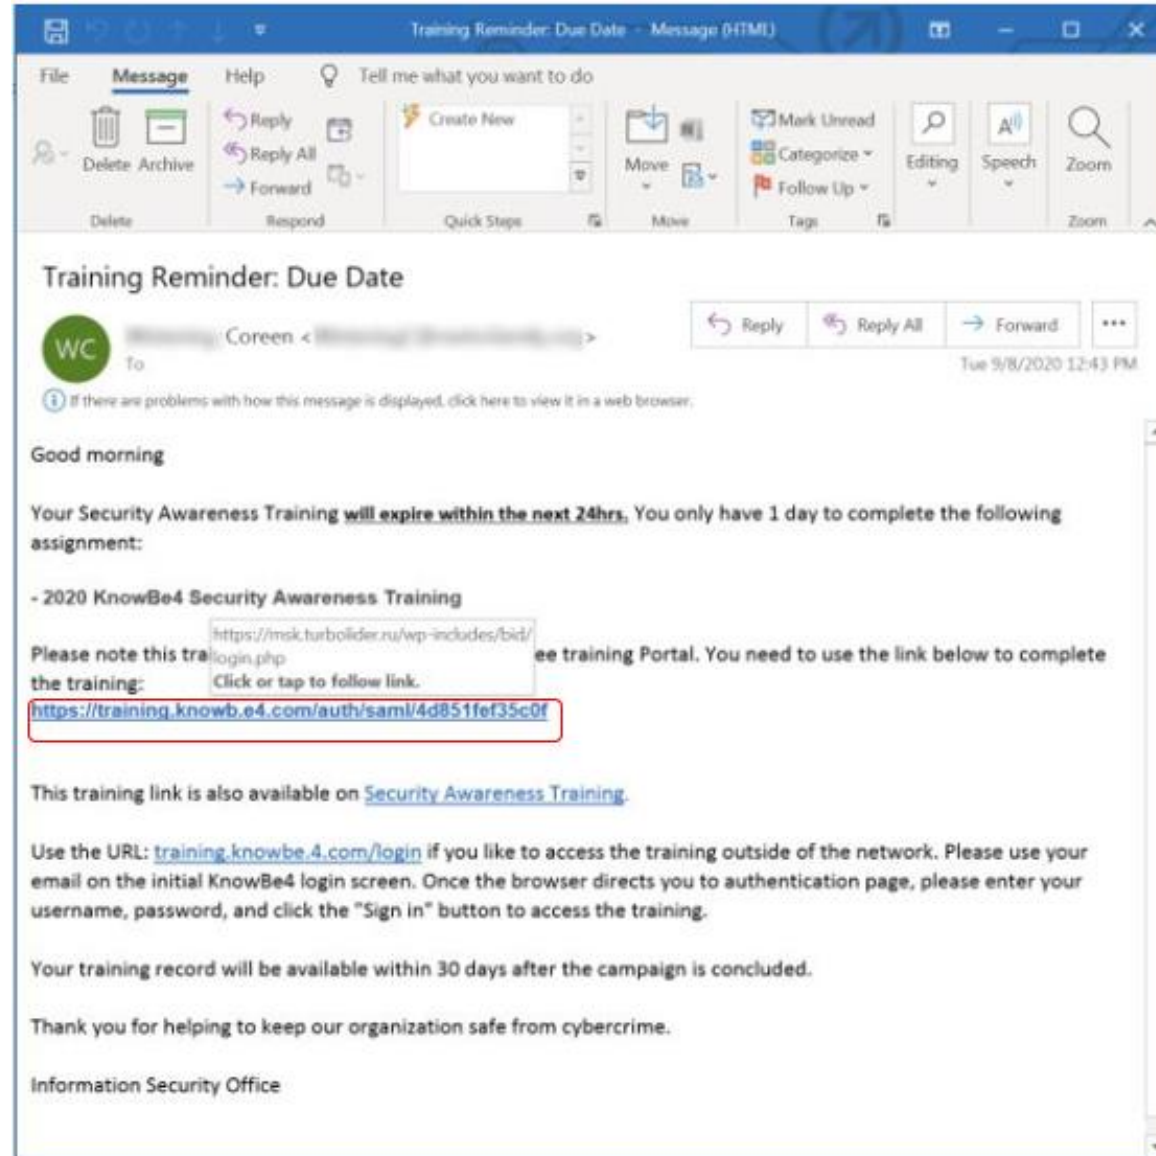 Training Reminder: Due Date - Message (HTML)
File Message Help Tell me what you want to do
Delete Archive
Reply
Reply All
Forward
Create New
Move
Mark Unread
Categorize
Follow Up
Editing
Speech
Zoom
Delete Respond Quick Steps Move Tags Zoom
Training Reminder: Due Date
WC
Coreen < >
To
Reply Reply All Forward
Tue 9/8/2020 12:43 PM
If there are problems with how this message is displayed, click here to view it in a web browser.
Good morning
Your Security Awareness Training will expire within the next 24hrs. You only have 1 day to complete the following
assignment:
- 2020 KnowBe4 Security Awareness Training
https://msk.turbolider.ru/wp-includes/bid/
login.php
Click or tap to follow link.
Please note this tra ee training Portal. You need to use the link below to complete
the training:
https://training.knowb.e4.com/auth/saml/4d851fef35c0f
This training link is also available on Security Awareness Training.
Use the URL: training.knowbe.4.com/login if you like to access the training outside of the network. Please use your
email on the initial KnowBe4 login screen. Once the browser directs you to authentication page, please enter your
username, password, and click the "Sign in" button to access the training.
Your training record will be available within 30 days after the campaign is concluded.
Thank you for helping to keep our organization safe from cybercrime.
Information Security Office